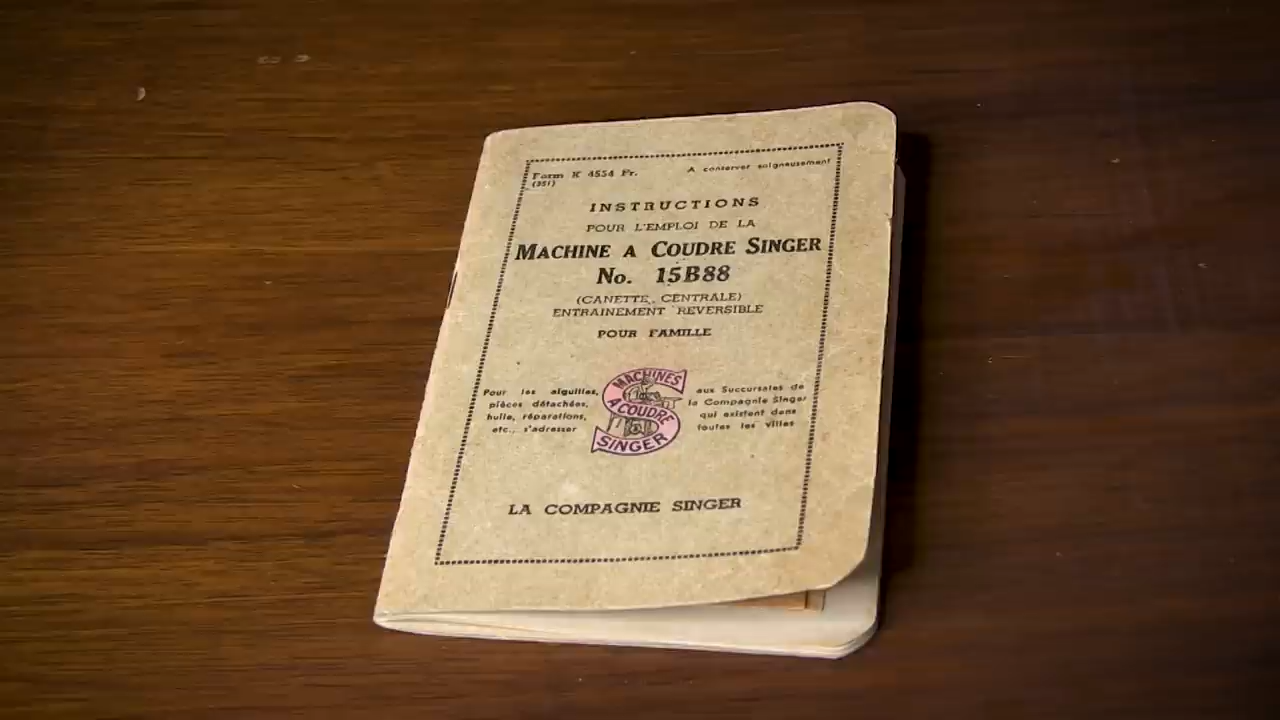 Form K 4534 Fr.
(351)
A conserver soigneusement
INSTRUCTIONS
POUR L'EMPLOI DE LA
MACHINE A COUDRE SINGER
No. 15B88
(CANETTE CENTRALE)
ENTRAINEMENT REVERSIBLE
POUR FAMILLE
Pour les aiguilles,
pièces détachées,
huile, réparations,
etc., s'adresser
MACHINES
A COUDRE
SINGER
aux Succursales de
la Compagnie Singer
qui existent dans
toutes les villes
LA COMPAGNIE SINGER